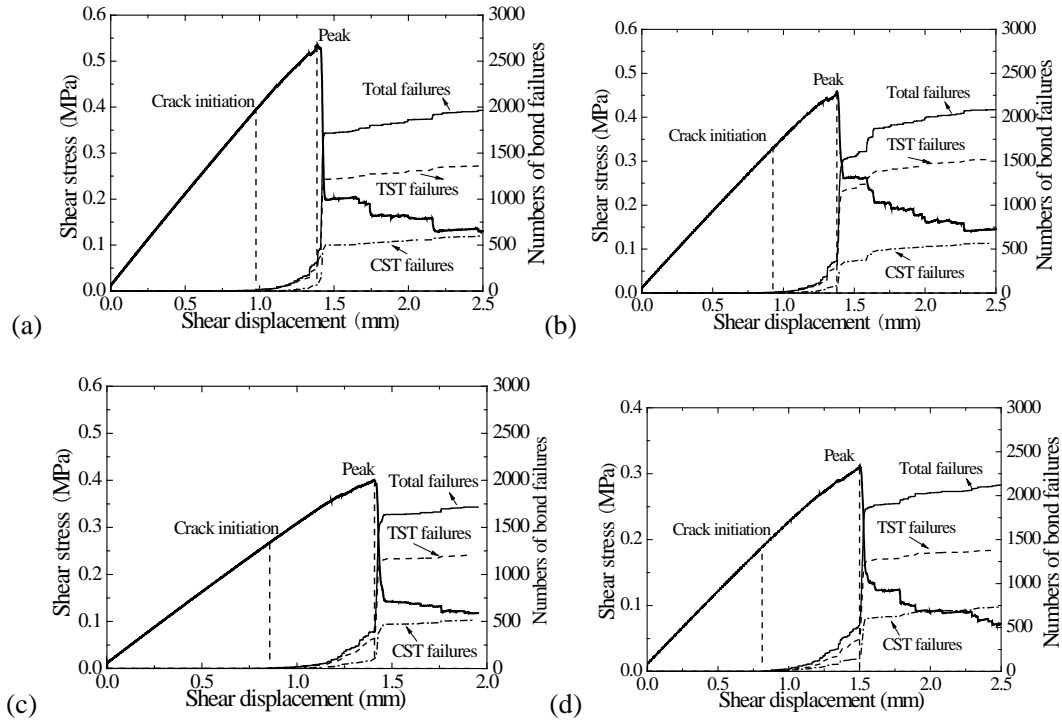 0.6
0.5
0.4
0.3
0.2
0.1
0.0
Shear stress (MPa)
3000
2500
2000
1500
1000
500
0
Numbers of bond failures
Peak
Crack initiation
Total failures
TST failures
CST failures
0.0 0.5 1.0 1.5 2.0 2.5
Shear displacement (mm)
(a)
0.6
0.5
0.4
0.3
0.2
0.1
0.0
Shear stress (MPa)
3000
2500
2000
1500
1000
500
0
Numbers of bond failures
Peak
Crack initiation
Total failures
TST failures
CST failures
0.0 0.5 1.0 1.5 2.0 2.5
Shear displacement (mm)
(b)
0.6
0.5
0.4
0.3
0.2
0.1
0.0
Shear stress (MPa)
3000
2500
2000
1500
1000
500
0
Numbers of bond failures
Peak
Crack initiation
Total failures
TST failures
CST failures
0.0 0.5 1.0 1.5 2.0
Shear displacement (mm)
(c)
0.4
0.3
0.2
0.1
0.0
Shear stress (MPa)
3000
2500
2000
1500
1000
500
0
Numbers of bond failures
Peak
Crack initiation
Total failures
TST failures
CST failures
0.0 0.5 1.0 1.5 2.0 2.5
Shear displacement (mm)
(d)